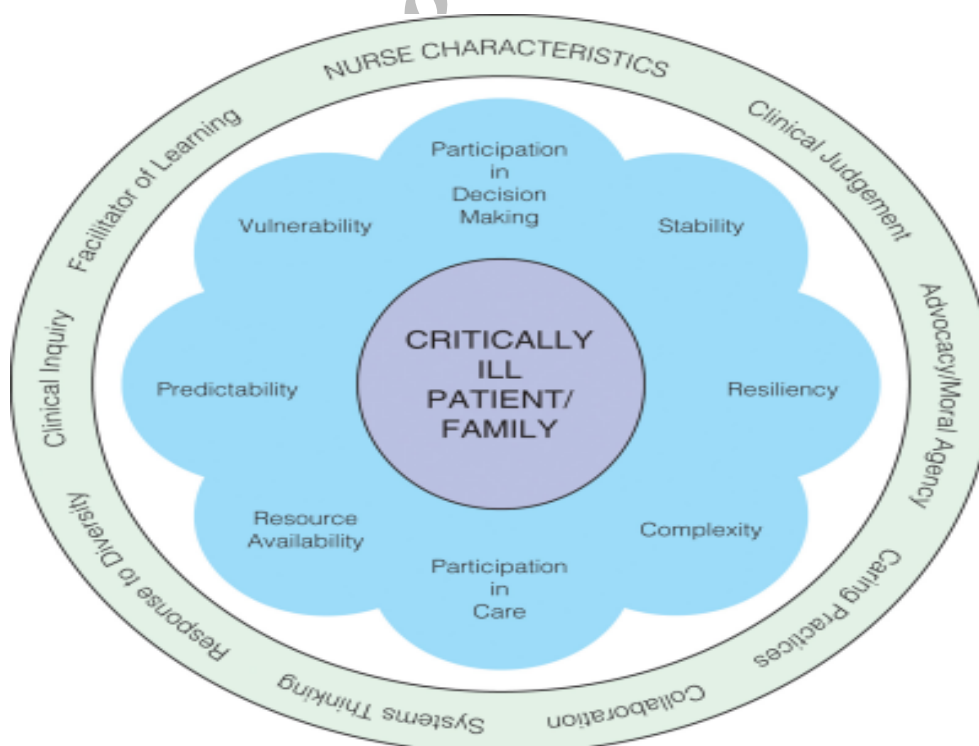 NURSE CHARACTERISTICS
Clinical Judgement
Advocacy/Moral Agency
Caring Practices
Collaboration
Systems Thinking
Response to Diversity
Clinical Inquiry
Facilitator of Learning
Participation
in
Decision
Making
Stability
Resiliency
Complexity
Participation
in
Care
Resource
Availability
Predictability
Vulnerability
CRITICALLY
ILL
PATIENT/
FAMILY